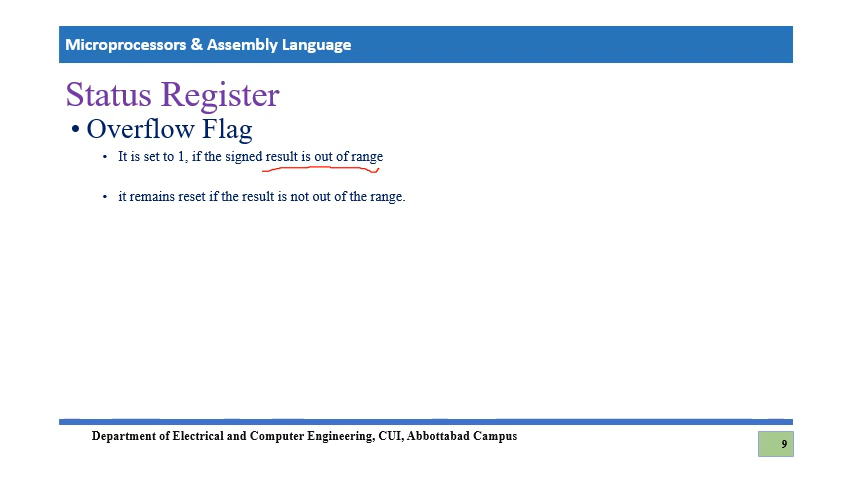 Microprocessors & Assembly Language
Status Register
• Overflow Flag
• It is set to 1, if the signed result is out of range
• it remains reset if the result is not out of the range.
Department of Electrical and Computer Engineering, CUI, Abbottabad Campus
9